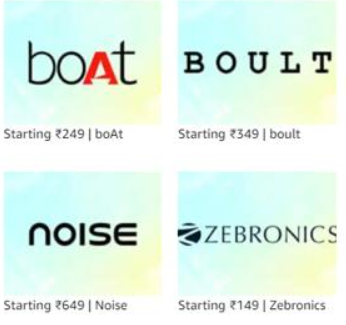 boAt
BOULT
Starting ₹249 | boAt
Starting ₹349 | boult
noise
ZEBRONICS
Starting ₹649 | Noise
Starting ₹149 | Zebronics